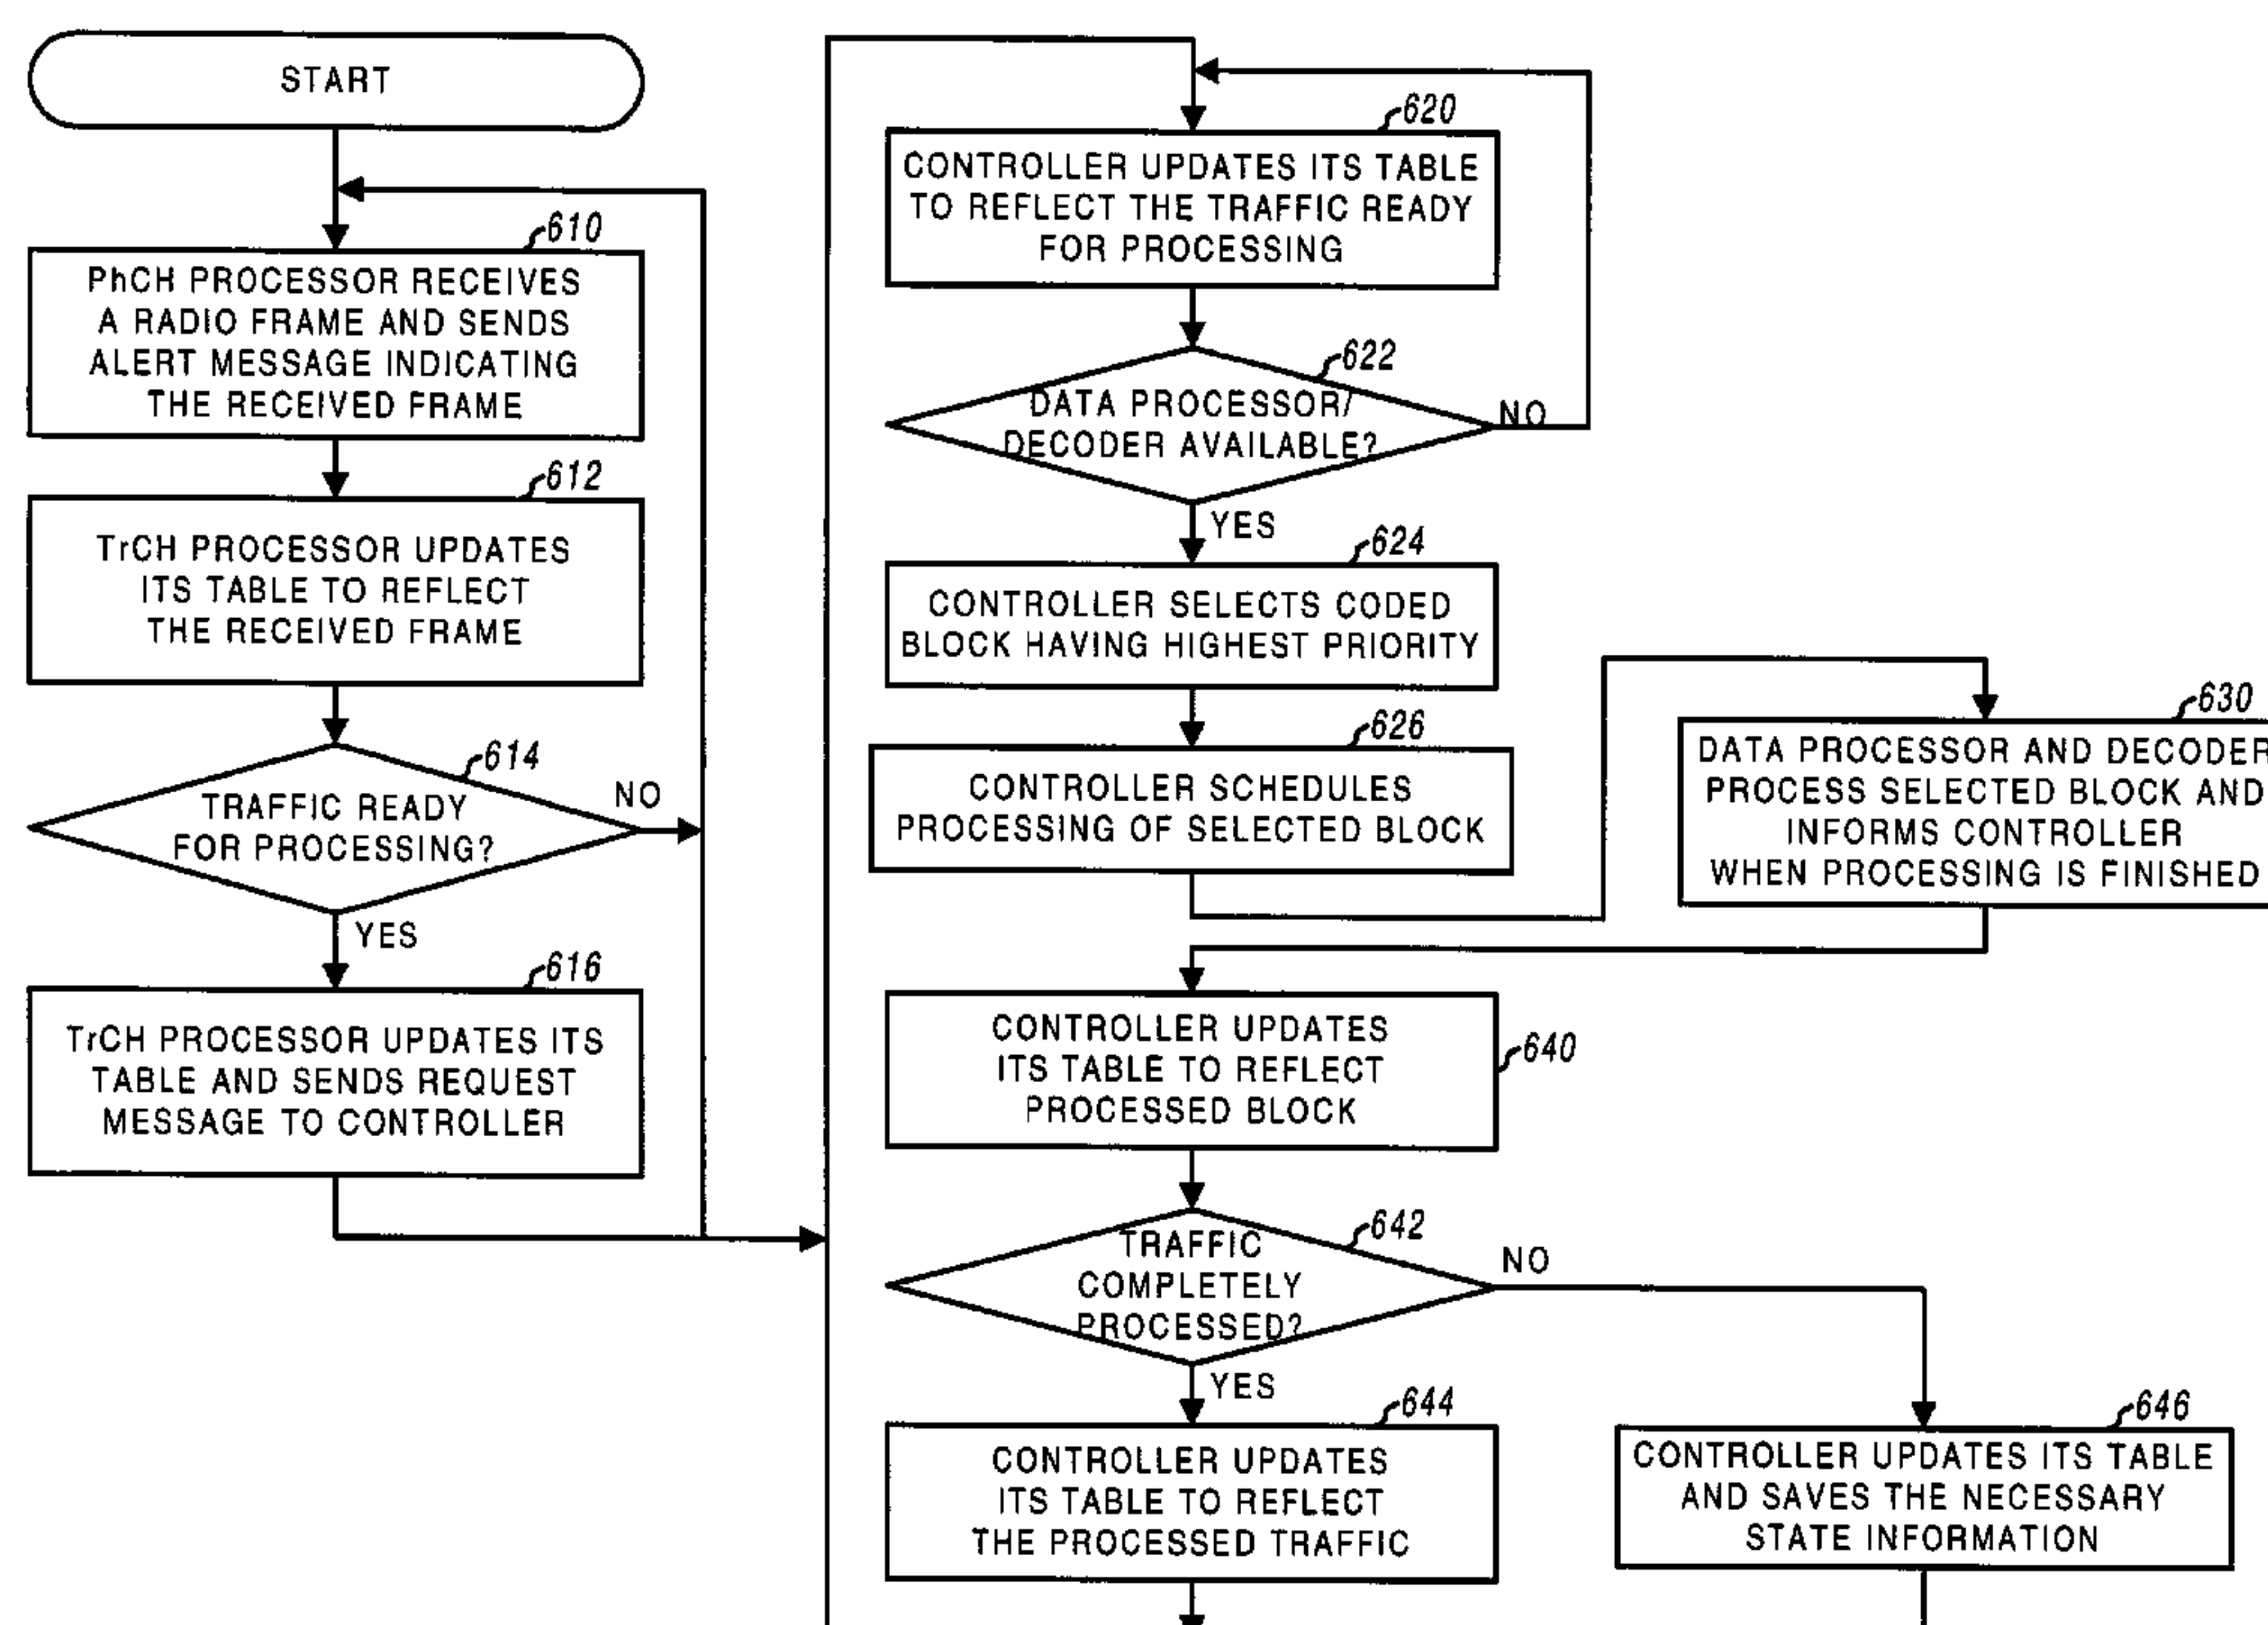 START
610
PhCH PROCESSOR RECEIVES
A RADIO FRAME AND SENDS
ALERT MESSAGE INDICATING
THE RECEIVED FRAME
612
TrCH PROCESSOR UPDATES
ITS TABLE TO REFLECT
THE RECEIVED FRAME
614
TRAFFIC READY
FOR PROCESSING?
NO
YES
616
TrCH PROCESSOR UPDATES ITS
TABLE AND SENDS REQUEST
MESSAGE TO CONTROLLER
620
CONTROLLER UPDATES ITS TABLE
TO REFLECT THE TRAFFIC READY
FOR PROCESSING
622
DATA PROCESSOR/
DECODER AVAILABLE?
NO
YES
624
CONTROLLER SELECTS CODED
BLOCK HAVING HIGHEST PRIORITY
626
CONTROLLER SCHEDULES
PROCESSING OF SELECTED BLOCK
630
DATA PROCESSOR AND DECODER
PROCESS SELECTED BLOCK AND
INFORMS CONTROLLER
WHEN PROCESSING IS FINISHED
640
CONTROLLER UPDATES
ITS TABLE TO REFLECT
PROCESSED BLOCK
642
TRAFFIC
COMPLETELY
PROCESSED?
NO
YES
644
CONTROLLER UPDATES
ITS TABLE TO REFLECT
THE PROCESSED TRAFFIC
646
CONTROLLER UPDATES ITS TABLE
AND SAVES THE NECESSARY
STATE INFORMATION